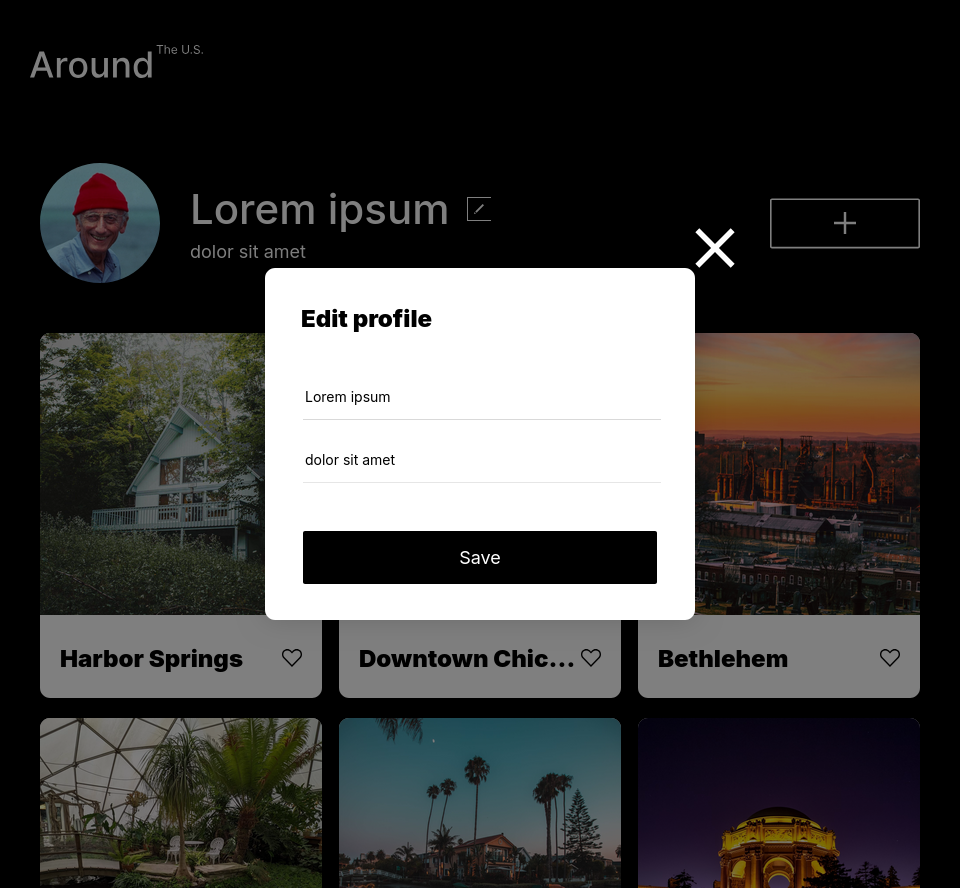 Around The U.S.
Lorem ipsum
dolor sit amet
Edit profile
Lorem ipsum
dolor sit amet
Save
Harbor Springs
Downtown Chic...
Bethlehem